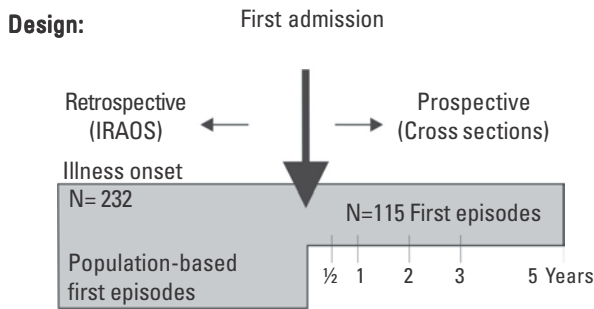 Design:
First admission
Retrospective
(IRAOS)
Prospective
(Cross sections)
Illness onset
N= 232
N=115 First episodes
Population-based
first episodes
½ 1 2 3 5 Years